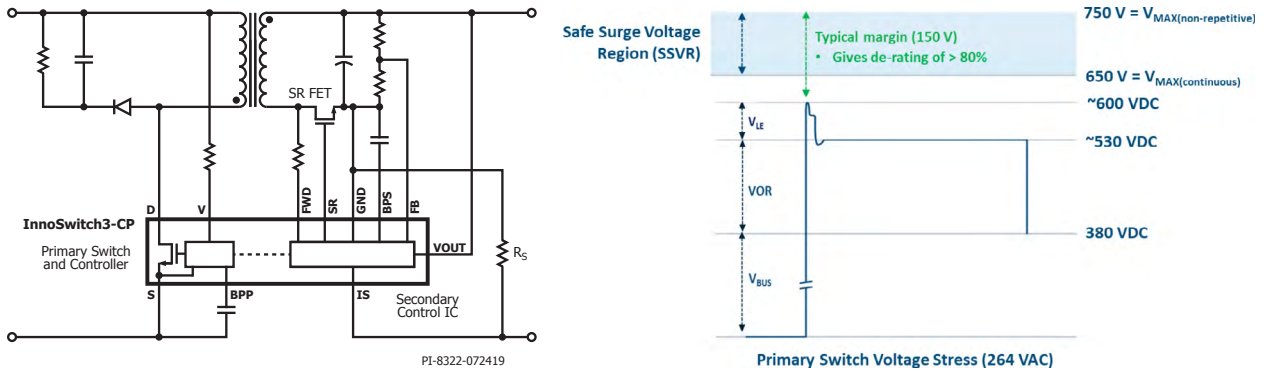 SR FET
FWD
SR
GND
BPS
FB
D
V
InnoSwitch3-CP
VOUT
Primary Switch
and Controller
RS
S
BPP
IS
Secondary
Control IC
PI-8322-072419
Safe Surge Voltage
Region (SSVR)
Typical margin (150 V)
• Gives de-rating of > 80%
750 V = VMAX(non-repetitive)
650 V = VMAX(continuous)
~600 VDC
VLE
~530 VDC
VOR
380 VDC
VBUS
Primary Switch Voltage Stress (264 VAC)